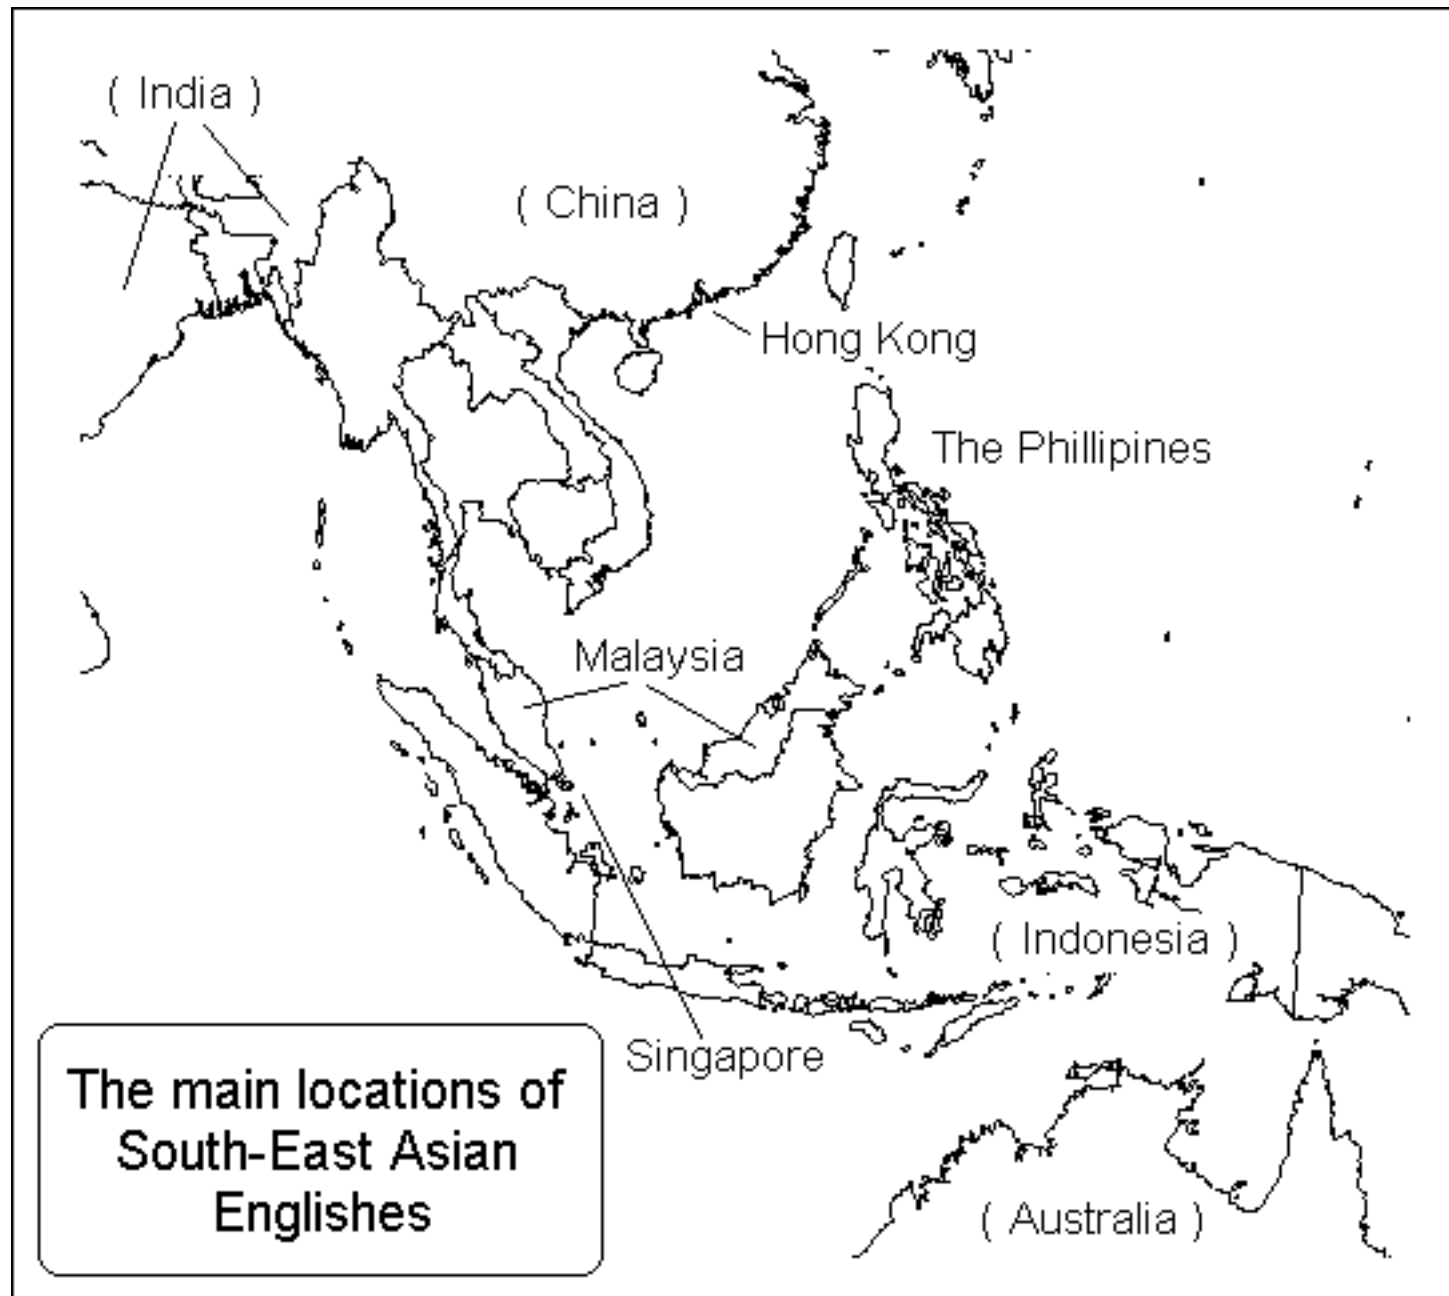 ( India )
( China )
Hong Kong
The Phillipines
Malaysia
( Indonesia )
Singapore
The main locations of
South-East Asian
Englishes
( Australia )